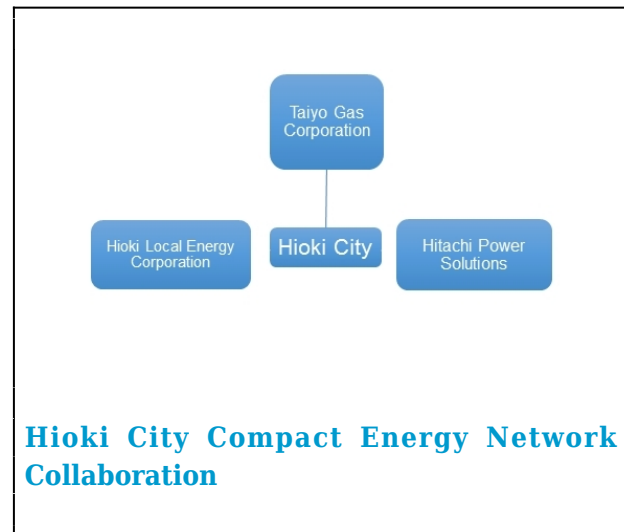 Taiyo Gas
Corporation
Hioki Local Energy
Corporation
Hioki City
Hitachi Power
Solutions
Hioki City Compact Energy Network
Collaboration